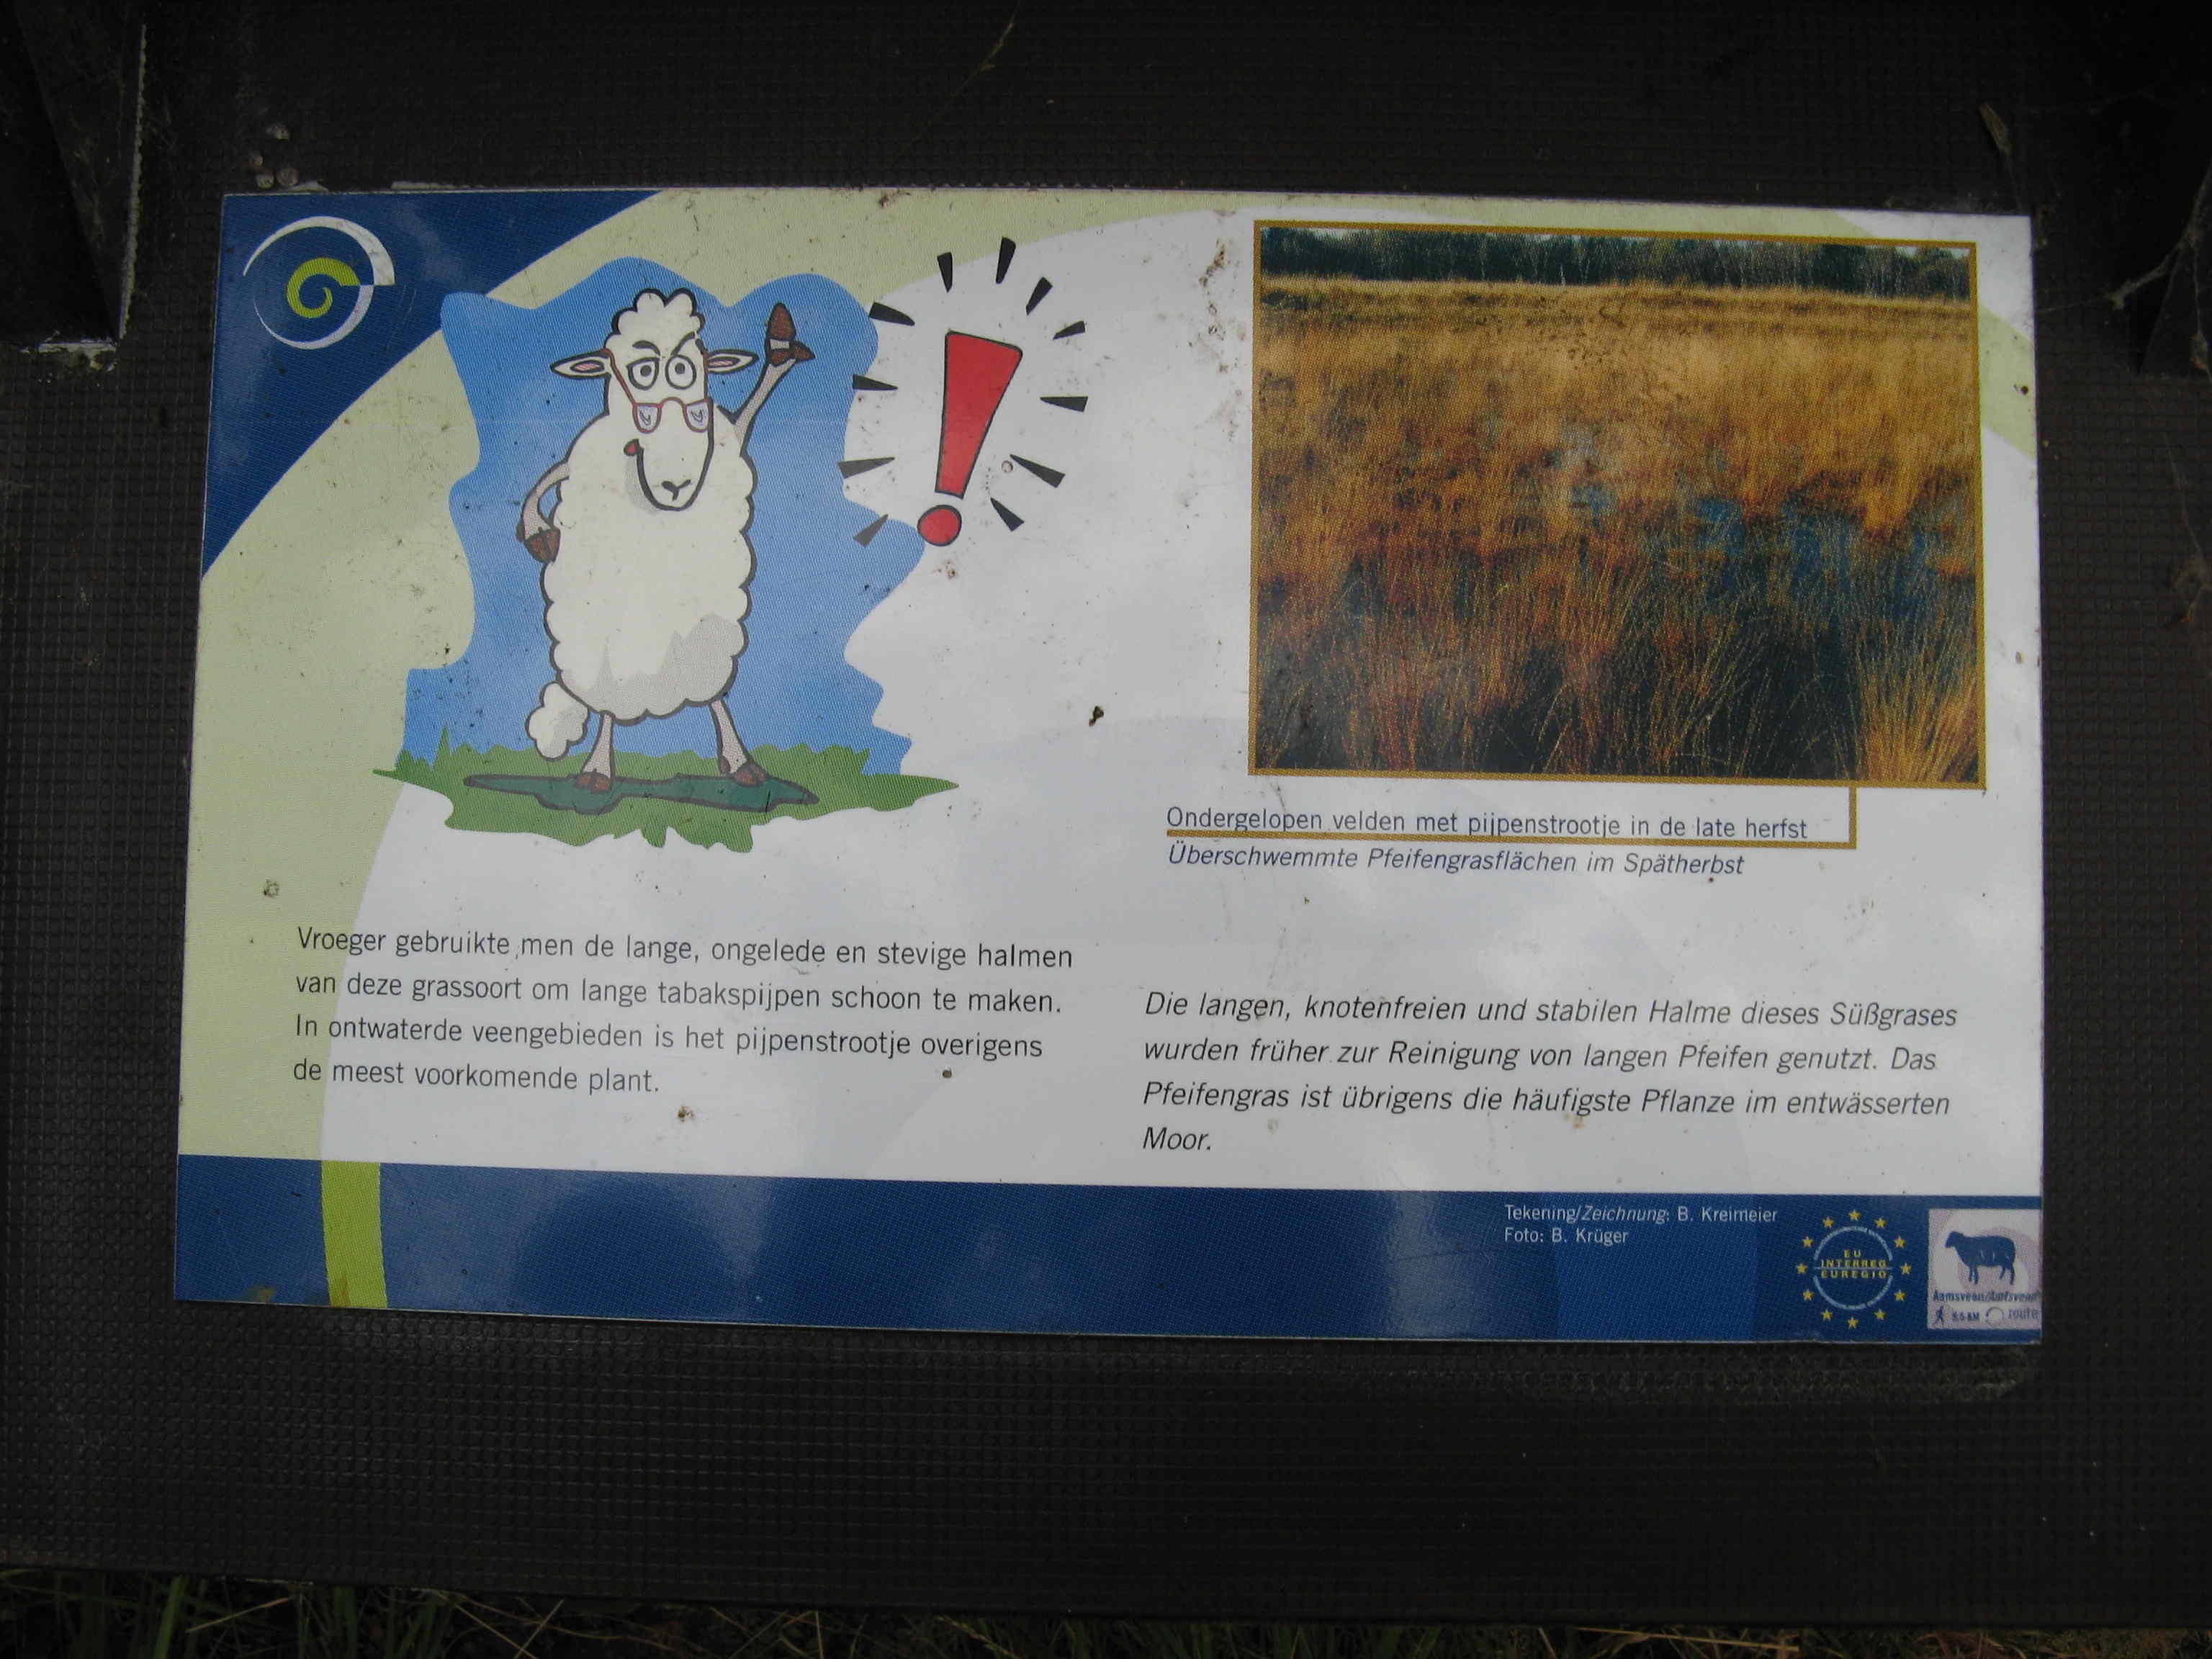 Ondergelopen velden met pijpenstrootje in de late herfst
Überschwemmte Pfeifengrasflächen im Spätherbst
Vroeger gebruikte men de lange, ongelede en stevige halmen
van deze grassoort om lange tabakspijpen schoon te maken.
In ontwaterde veengebieden is het pijpenstrootje overigens
de meest voorkomende plant.
Die langen, knotenfreien und stabilen Halme dieses Süßgrases
wurden früher zur Reinigung von langen Pfeifen genutzt. Das
Pfeifengras ist übrigens die häufigste Pflanze im entwässerten
Moor.
Tekening/Zeichnung: B. Kreimeier
Foto: B. Krüger
EU
INTERREG
EUREGIO
route